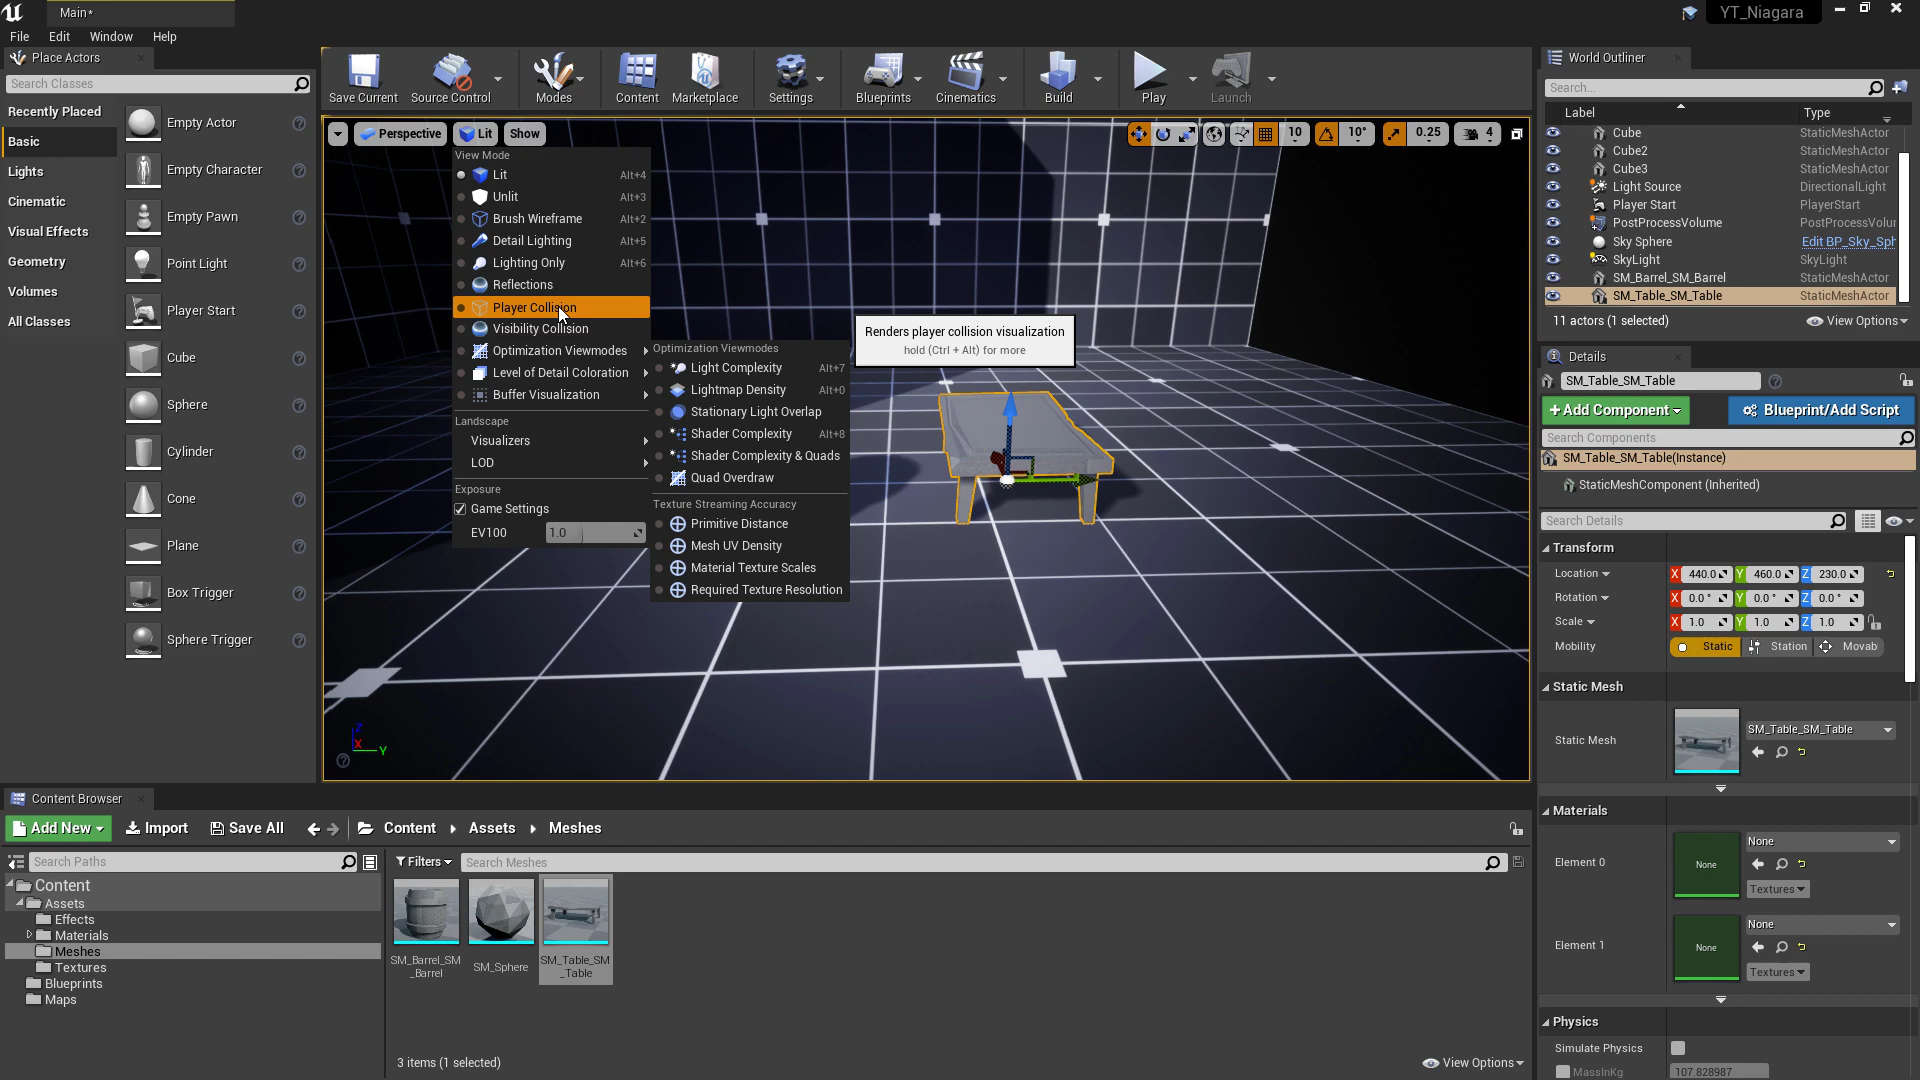 Main*
YT_Niagara
File Edit Window Help
Place Actors
Search Classes
Recently Placed
Basic
Lights
Cinematic
Visual Effects
Geometry
Volumes
All Classes
Empty Actor
Empty Character
Empty Pawn
Point Light
Player Start
Cube
Sphere
Cylinder
Cone
Plane
Box Trigger
Sphere Trigger
Save Current Source Control Modes Content Marketplace Settings Blueprints Cinematics Build Play Launch
Perspective Lit Show
10 10° 0.25 4
View Mode
Lit Alt+4
Unlit Alt+3
Brush Wireframe Alt+2
Detail Lighting Alt+5
Lighting Only Alt+6
Reflections
Player Collision
Visibility Collision
Optimization Viewmodes
Level of Detail Coloration
Buffer Visualization
Landscape
Visualizers
LOD
Exposure
Game Settings
EV100 1.0
Optimization Viewmodes
Light Complexity Alt+7
Lightmap Density Alt+0
Stationary Light Overlap
Shader Complexity Alt+8
Shader Complexity & Quads
Quad Overdraw
Texture Streaming Accuracy
Primitive Distance
Mesh UV Density
Material Texture Scales
Required Texture Resolution
Renders player collision visualization
hold (Ctrl + Alt) for more
Z
X
Y
World Outliner
Search...
Label Type
Cube StaticMeshActor
Cube2 StaticMeshActor
Cube3 StaticMeshActor
Light Source DirectionalLight
Player Start PlayerStart
PostProcessVolume PostProcessVolur
Sky Sphere Edit BP_Sky_Sph
SkyLight SkyLight
SM_Barrel_SM_Barrel StaticMeshActor
SM_Table_SM_Table StaticMeshActor
11 actors (1 selected) View Options
Details
SM_Table_SM_Table
+Add Component Blueprint/Add Script
Search Components
SM_Table_SM_Table(Instance)
StaticMeshComponent (Inherited)
Search Details
Transform
Location X 440.0 Y 460.0 Z 230.0
Rotation X 0.0 ° Y 0.0 ° Z 0.0 °
Scale X 1.0 Y 1.0 Z 1.0
Mobility Static Station Movab
Static Mesh
Static Mesh SM_Table_SM_Table
Materials
Element 0 None None
Textures
Element 1 None None
Textures
Physics
Simulate Physics
MassInKg 107.828987
Content Browser
Add New Import Save All Content Assets Meshes
Search Paths
Filters Search Meshes
Content
Assets
Effects
Materials
Meshes
Textures
Blueprints
Maps
SM_Barrel_SM
_Barrel
SM_Sphere
SM_Table_SM
_Table
3 items (1 selected) View Options